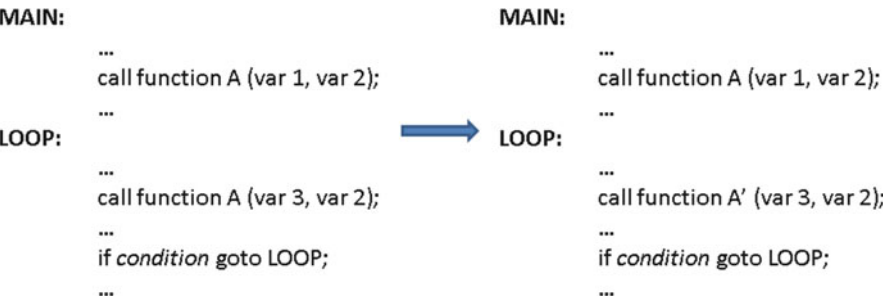 MAIN:
...
call function A (var 1, var 2);
...
LOOP:
...
call function A (var 3, var 2);
...
if condition goto LOOP;
...
MAIN:
...
call function A (var 1, var 2);
...
LOOP:
...
call function A’ (var 3, var 2);
...
if condition goto LOOP;
...